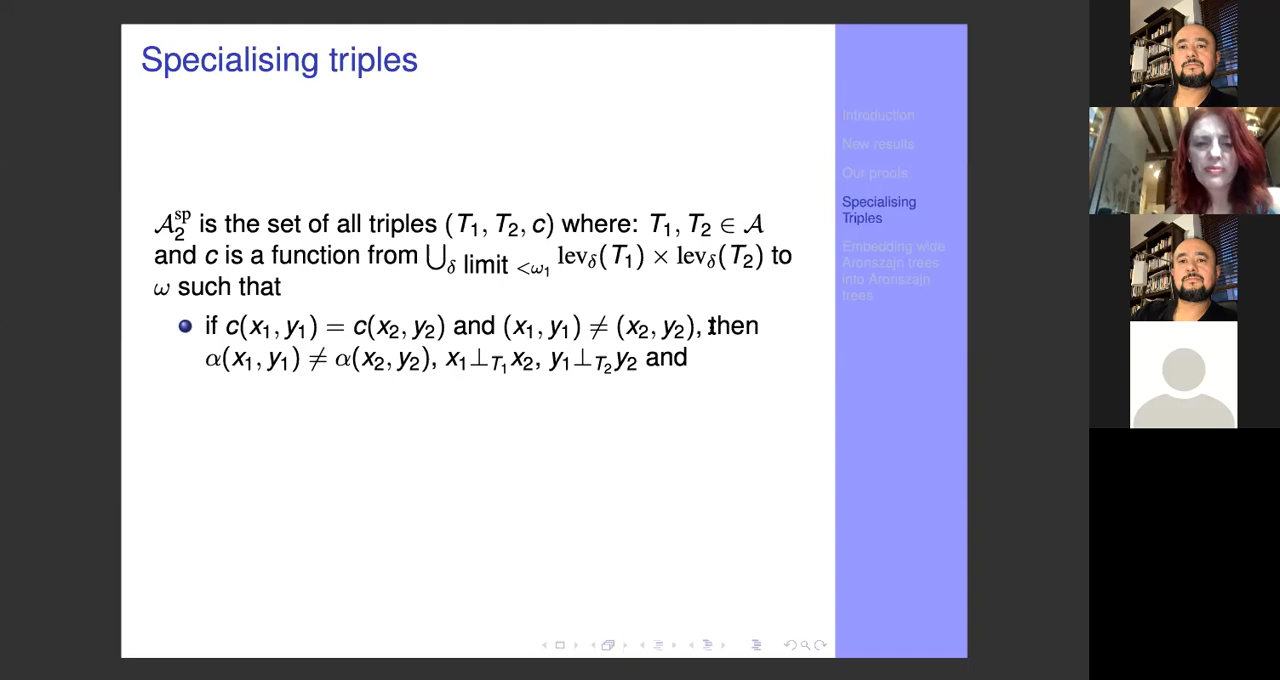 Specialising triples
𝒜₂ˢᵖ is the set of all triples (T₁, T₂, c) where: T₁, T₂ ∈ 𝒜
and c is a function from ⋃_δ limit <ω₁ lev_δ(T₁) × lev_δ(T₂) to
ω such that
if c(x₁, y₁) = c(x₂, y₂) and (x₁, y₁) ≠ (x₂, y₂), then
α(x₁, y₁) ≠ α(x₂, y₂), x₁⊥_T₁ x₂, y₁⊥_T₂ y₂ and
Introduction
New results
Our proofs
Specialising
Triples
Embedding wide
Aronszajn trees
into Aronszajn
trees